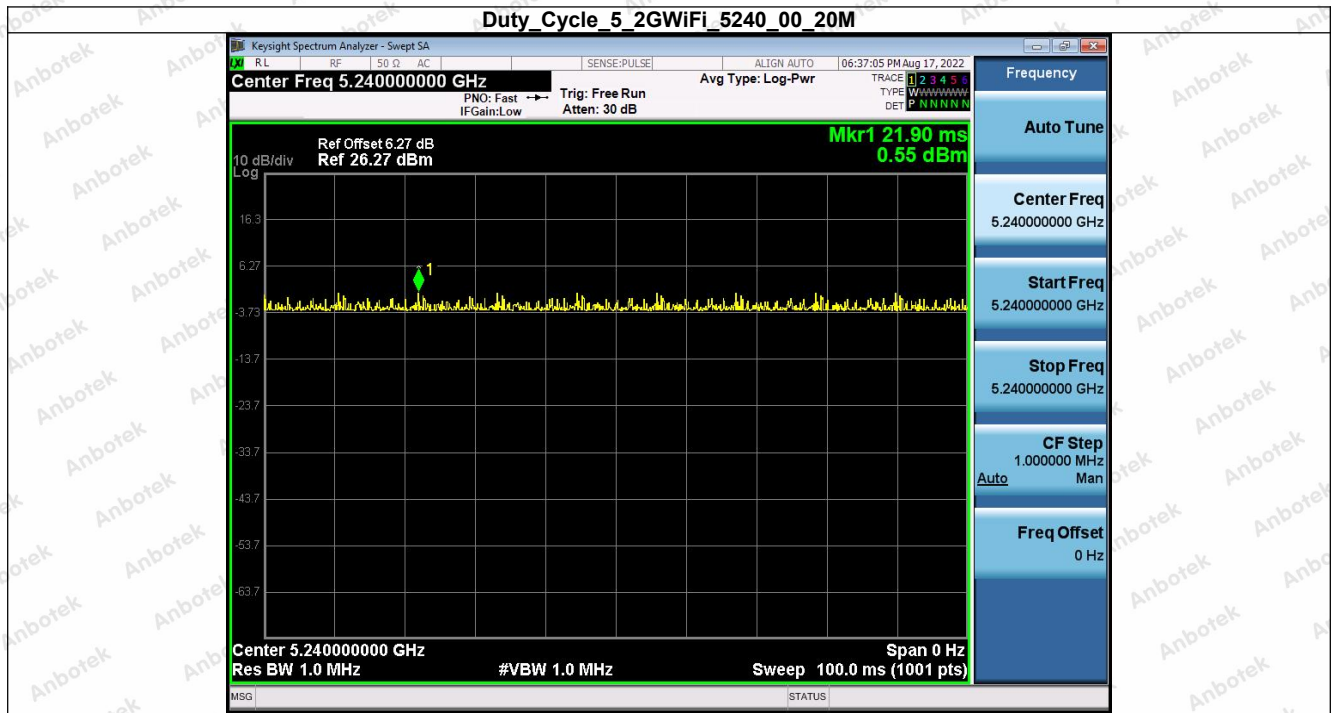 Duty_Cycle_5_2GWiFi_5240_00_20M
Keysight Spectrum Analyzer - Swept SA
LXI RL RF 50 Ω AC SENSE:PULSE ALIGN AUTO 06:37:05 PM Aug 17, 2022
Center Freq 5.240000000 GHz
PNO: Fast
IFGain:Low
Trig: Free Run
Atten: 30 dB
Avg Type: Log-Pwr
TRACE 1 2 3 4 5 6
TYPE WWWWWWW
DET P N N N N N
Ref Offset 6.27 dB
10 dB/div Ref 26.27 dBm
Log
Mkr1 21.90 ms
0.55 dBm
16.3
6.27
1
-3.73
-13.7
-23.7
-33.7
-43.7
-53.7
-63.7
Center 5.240000000 GHz Span 0 Hz
Res BW 1.0 MHz #VBW 1.0 MHz Sweep 100.0 ms (1001 pts)
MSG STATUS
Frequency
Auto Tune
Center Freq
5.240000000 GHz
Start Freq
5.240000000 GHz
Stop Freq
5.240000000 GHz
CF Step
1.000000 MHz
Auto Man
Freq Offset
0 Hz
Anbotek